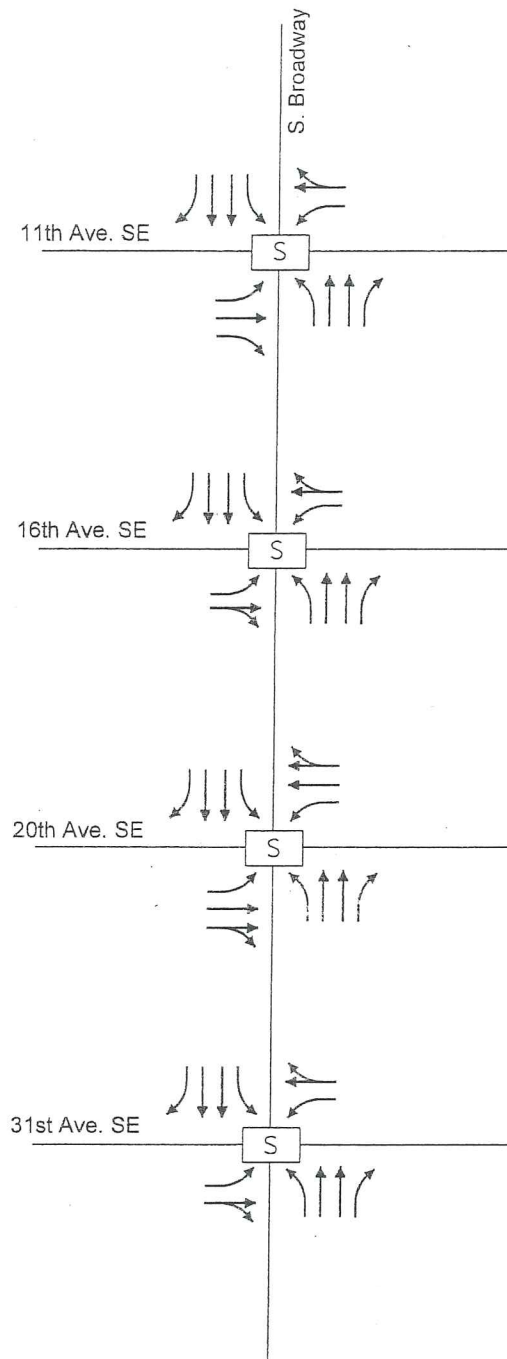 S. Broadway
11th Ave. SE
S
16th Ave. SE
S
20th Ave. SE
S
31st Ave. SE
S